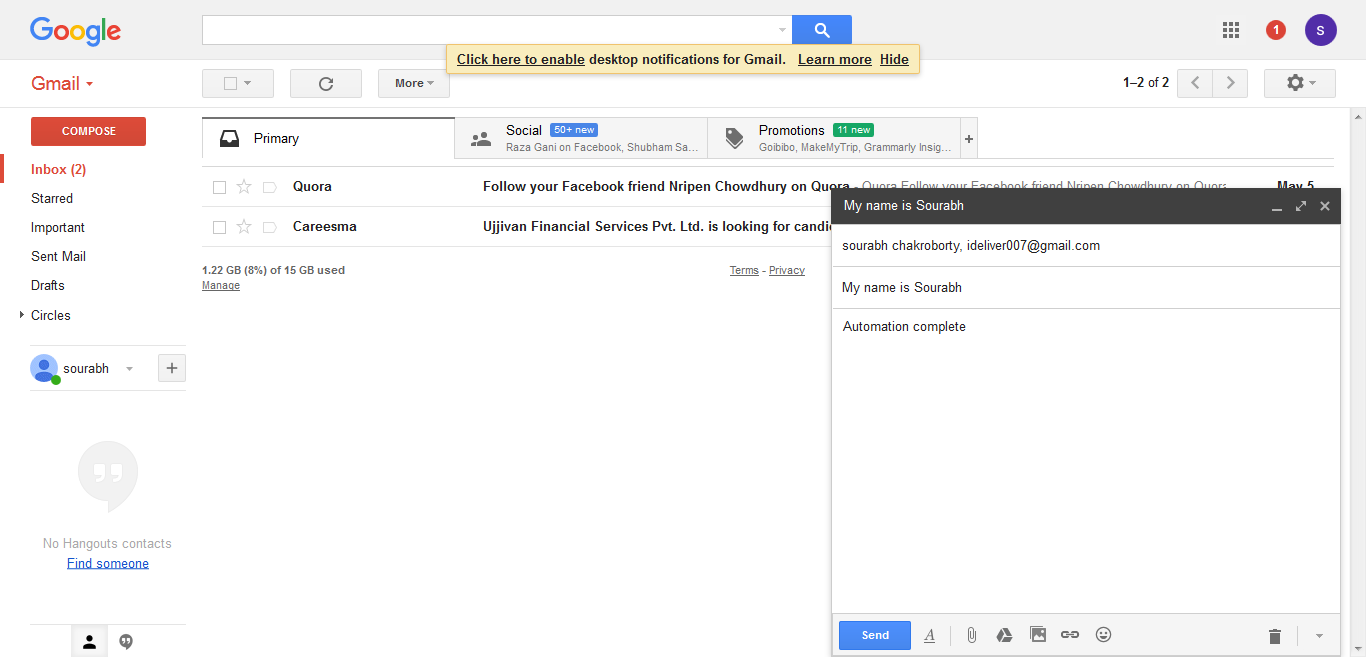 Google
1
S
Click here to enable desktop notifications for Gmail. Learn more Hide
Gmail
More
1–2 of 2
COMPOSE
Primary
Social 50+ new
Raza Gani on Facebook, Shubham Sa...
Promotions 11 new
Goibibo, MakeMyTrip, Grammarly Insig...
+
Inbox (2)
Starred
Important
Sent Mail
Drafts
Circles
Quora Follow your Facebook friend Nripen Chowdhury on Quora - Quora Follow your Facebook friend Nripen Chowdhury on Quora May 5
Careesma Ujjivan Financial Services Pvt. Ltd. is looking for
1.22 GB (8%) of 15 GB used
Manage
Terms - Privacy
sourabh
+
No Hangouts contacts
Find someone
My name is Sourabh
sourabh chakroborty, ideliver007@gmail.com
My name is Sourabh
Automation complete
Send A